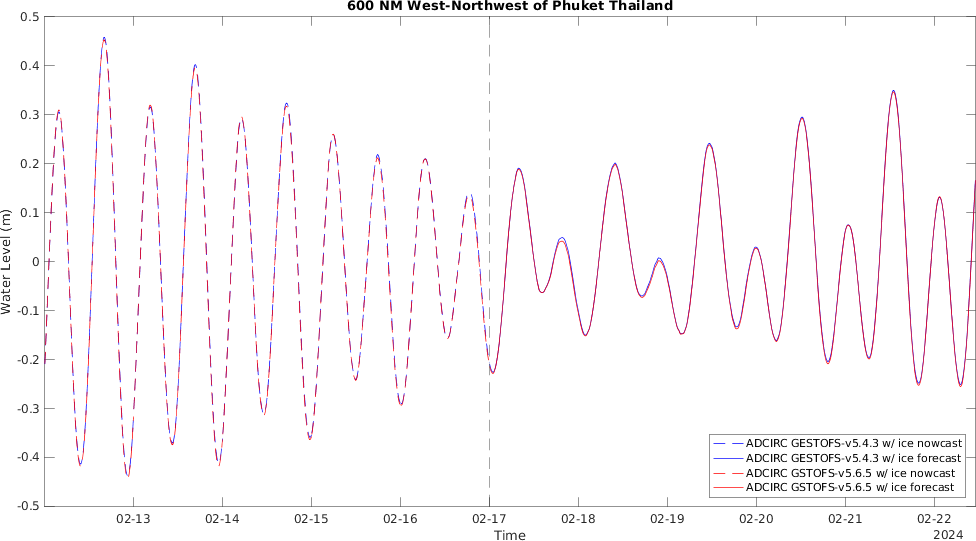 600 NM West-Northwest of Phuket Thailand
0.5
0.4
0.3
0.2
0.1
0
-0.1
-0.2
-0.3
-0.4
-0.5
Water Level (m)
ADCIRC GESTOFS-v5.4.3 w/ ice nowcast
ADCIRC GESTOFS-v5.4.3 w/ ice forecast
ADCIRC GSTOFS-v5.6.5 w/ ice nowcast
ADCIRC GSTOFS-v5.6.5 w/ ice forecast
02-13 02-14 02-15 02-16 02-17 02-18 02-19 02-20 02-21 02-22
Time
2024